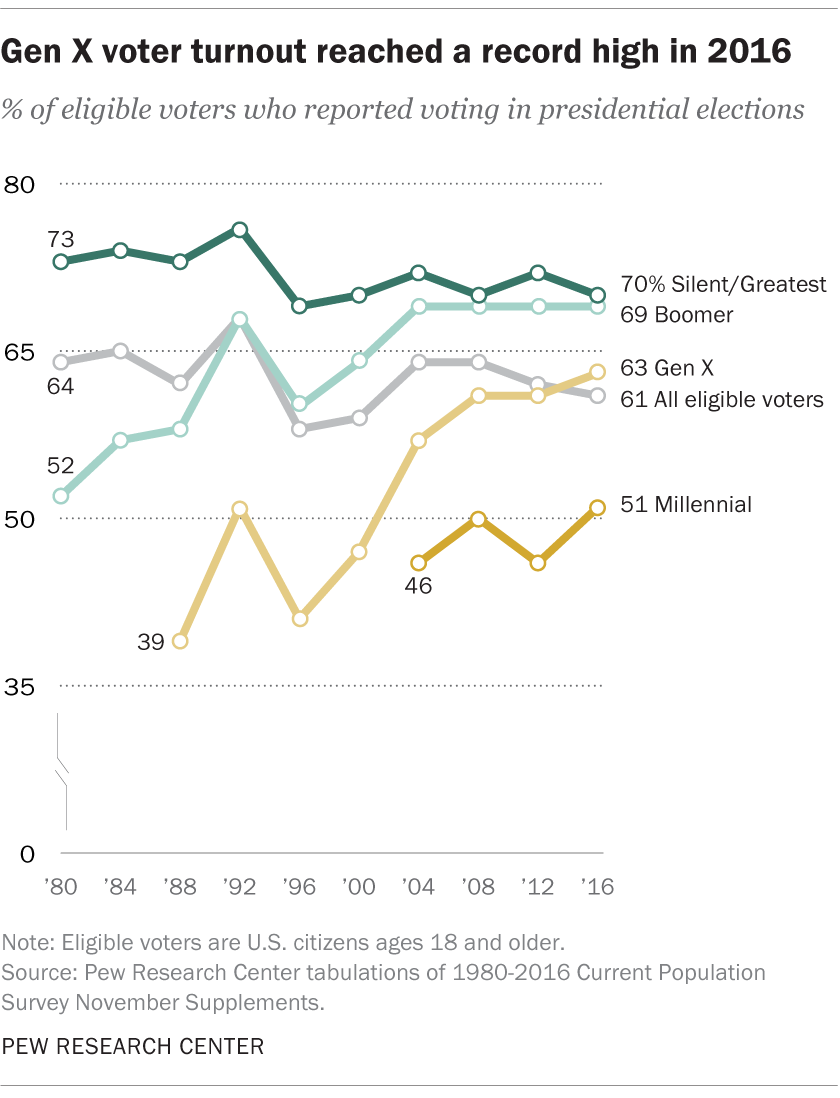 Gen X voter turnout reached a record high in 2016
% of eligible voters who reported voting in presidential elections
80
73
70% Silent/Greatest
69 Boomer
65
64
63 Gen X
61 All eligible voters
52
50
51 Millennial
46
39
35
0
’80 ’84 ’88 ’92 ’96 ’00 ’04 ’08 ’12 ’16
Note: Eligible voters are U.S. citizens ages 18 and older.
Source: Pew Research Center tabulations of 1980-2016 Current Population
Survey November Supplements.
PEW RESEARCH CENTER